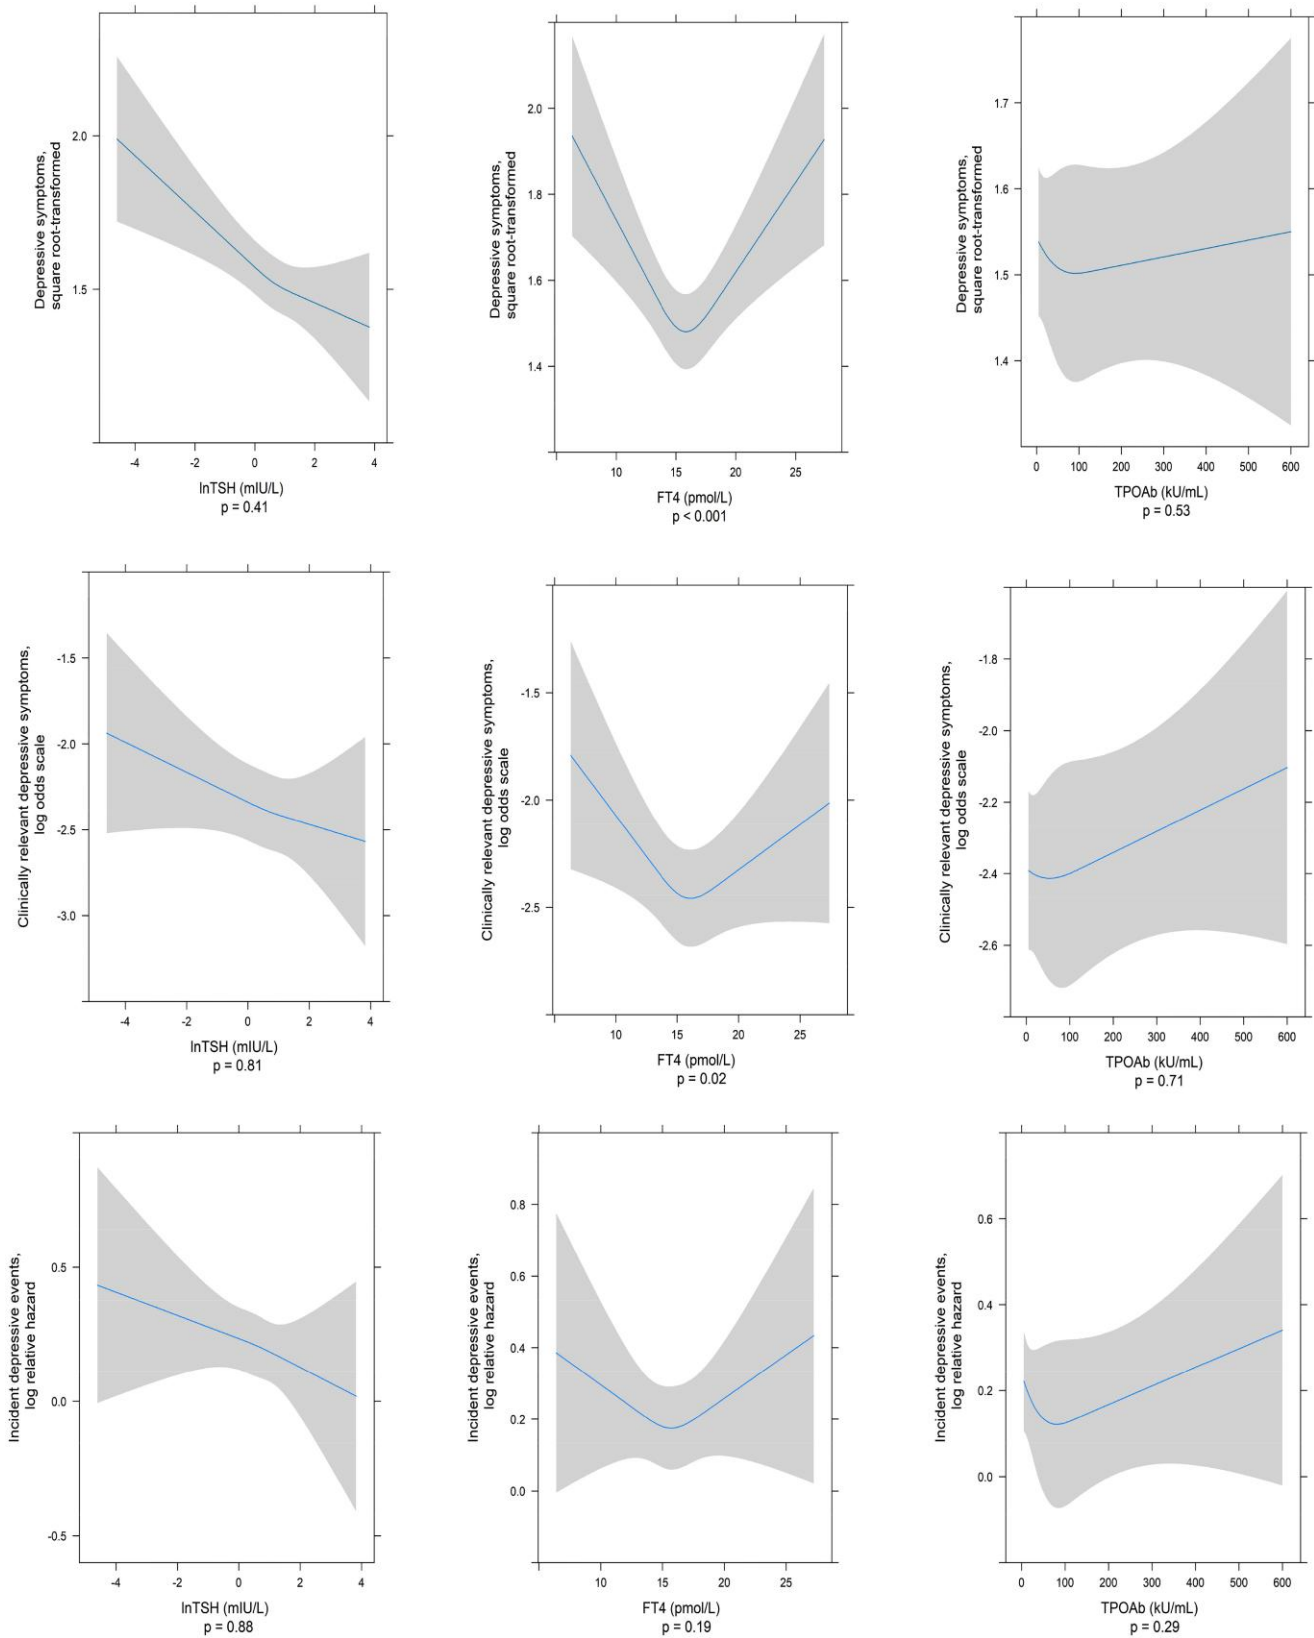 Depressive symptoms,
square root-transformed
2.0
1.5
-4 -2 0 2 4
lnTSH (mIU/L)
p = 0.41
Depressive symptoms,
square root-transformed
2.0
1.8
1.6
1.4
10 15 20 25
FT4 (pmol/L)
p < 0.001
Depressive symptoms,
square root-transformed
1.7
1.6
1.5
1.4
0 100 200 300 400 500 600
TPOAb (kU/mL)
p = 0.53
Clinically relevant depressive symptoms,
log odds scale
-1.5
-2.0
-2.5
-3.0
-4 -2 0 2 4
lnTSH (mIU/L)
p = 0.81
Clinically relevant depressive symptoms,
log odds scale
-1.5
-2.0
-2.5
10 15 20 25
FT4 (pmol/L)
p = 0.02
Clinically relevant depressive symptoms,
log odds scale
-1.8
-2.0
-2.2
-2.4
-2.6
0 100 200 300 400 500 600
TPOAb (kU/mL)
p = 0.71
Incident depressive events,
log relative hazard
0.5
0.0
-0.5
-4 -2 0 2 4
lnTSH (mIU/L)
p = 0.88
Incident depressive events,
log relative hazard
0.8
0.6
0.4
0.2
0.0
10 15 20 25
FT4 (pmol/L)
p = 0.19
Incident depressive events,
log relative hazard
0.6
0.4
0.2
0.0
0 100 200 300 400 500 600
TPOAb (kU/mL)
p = 0.29